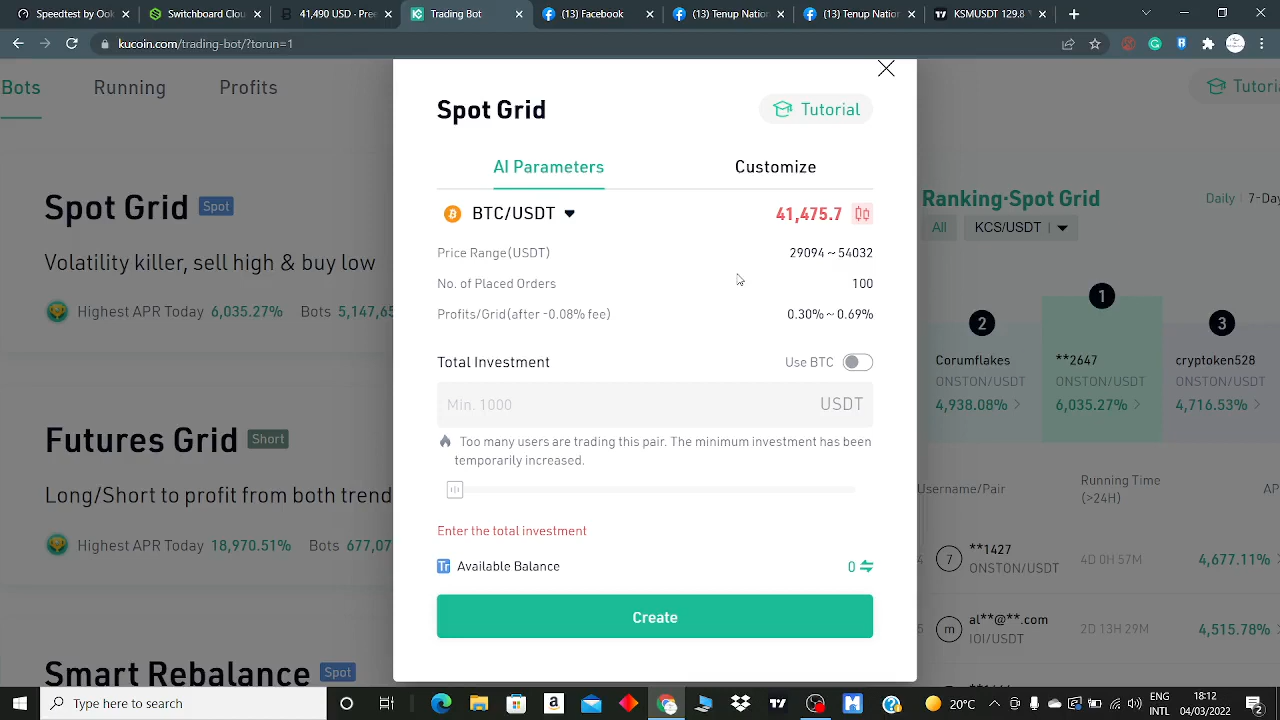 Speechify - 2
Switchboard Clou
41,490 USD - Per
KuCoin - Trading
(13) Facebook
(13) Tenup Nation
(13) Tenup Nation
KSMUSDT 129.8
kucoin.com/trading-bot/?orun=1
Bots
Running
Profits
Spot Grid
Tutorial
AI Parameters
Customize
BTC/USDT
41,475.7
Price Range(USDT)
29094 ~ 54032
No. of Placed Orders
100
Profits/Grid(after -0.08% fee)
0.30% ~ 0.69%
Total Investment
Use BTC
Min. 1000
USDT
Too many users are trading this pair. The minimum investment has been
temporarily increased.
Enter the total investment
Tr Available Balance
0
Create
Spot Grid Spot
Volatility killer, sell high & buy low
Highest APR Today 6,035.27% Bots 5,147,65
Futures Grid Short
Long/Short to profit from both trend
Highest APR Today 18,970.51% Bots 677,07
Smart Rebalance Spot
Ranking·Spot Grid
Daily
7-Day
All
KCS/USDT
2
1
3
Corumflakes
**2647
cryptoken528
ONSTON/USDT
ONSTON/USDT
ONSTON/USDT
4,938.08%
6,035.27%
4,716.53%
Username/Pair
Running Time
(>24H)
AP
7
**1427
ONSTON/USDT
4D 0H 57M
4,677.11%
m
al**@**.com
IOI/USDT
2D 13H 29M
4,515.78%
Type here to search
20°C
INTL
ENG
18:12
04/03/2022